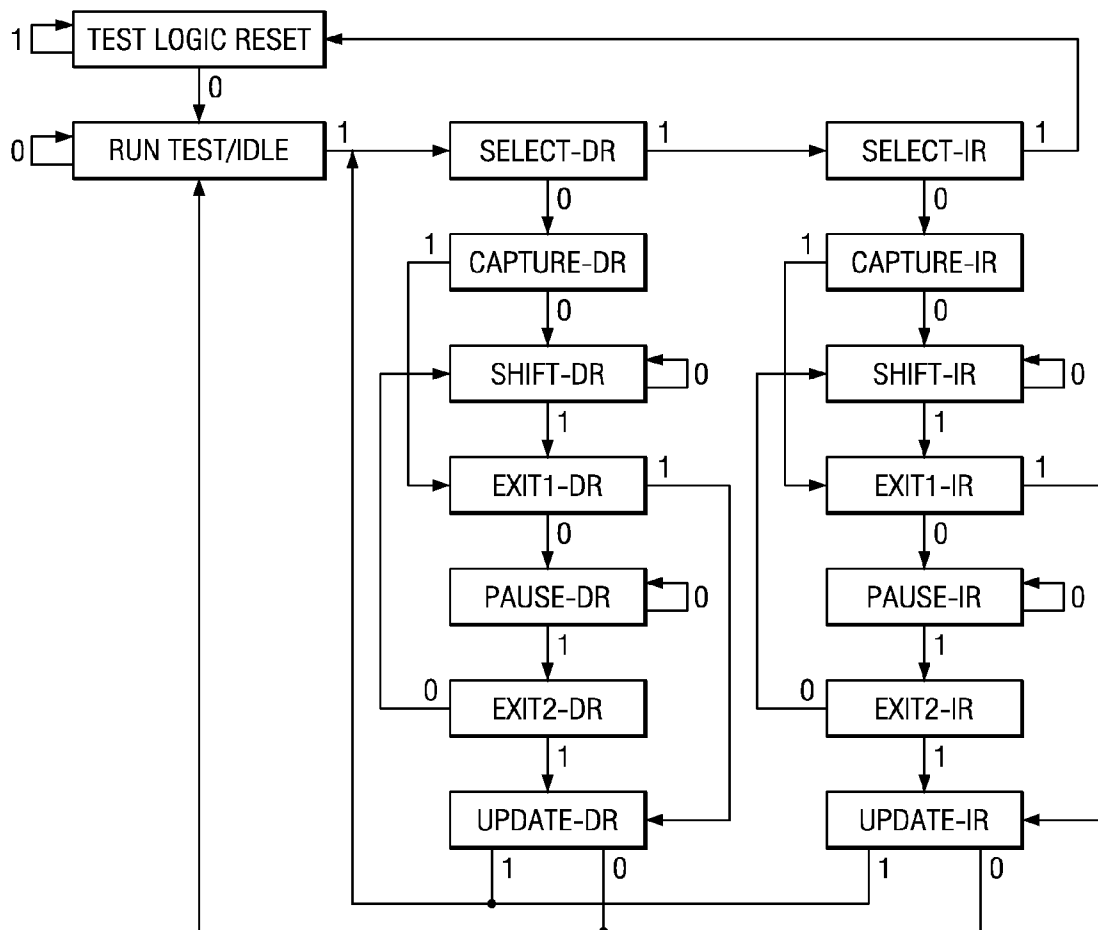 1 TEST LOGIC RESET
0
0 RUN TEST/IDLE 1 SELECT-DR 1 SELECT-IR 1
0 0
1 CAPTURE-DR 1 CAPTURE-IR
0 0
SHIFT-DR 0 SHIFT-IR 0
1 1
EXIT1-DR 1 EXIT1-IR 1
0 0
PAUSE-DR 0 PAUSE-IR 0
1 1
0 EXIT2-DR 0 EXIT2-IR
1 1
UPDATE-DR UPDATE-IR
1 0 1 0